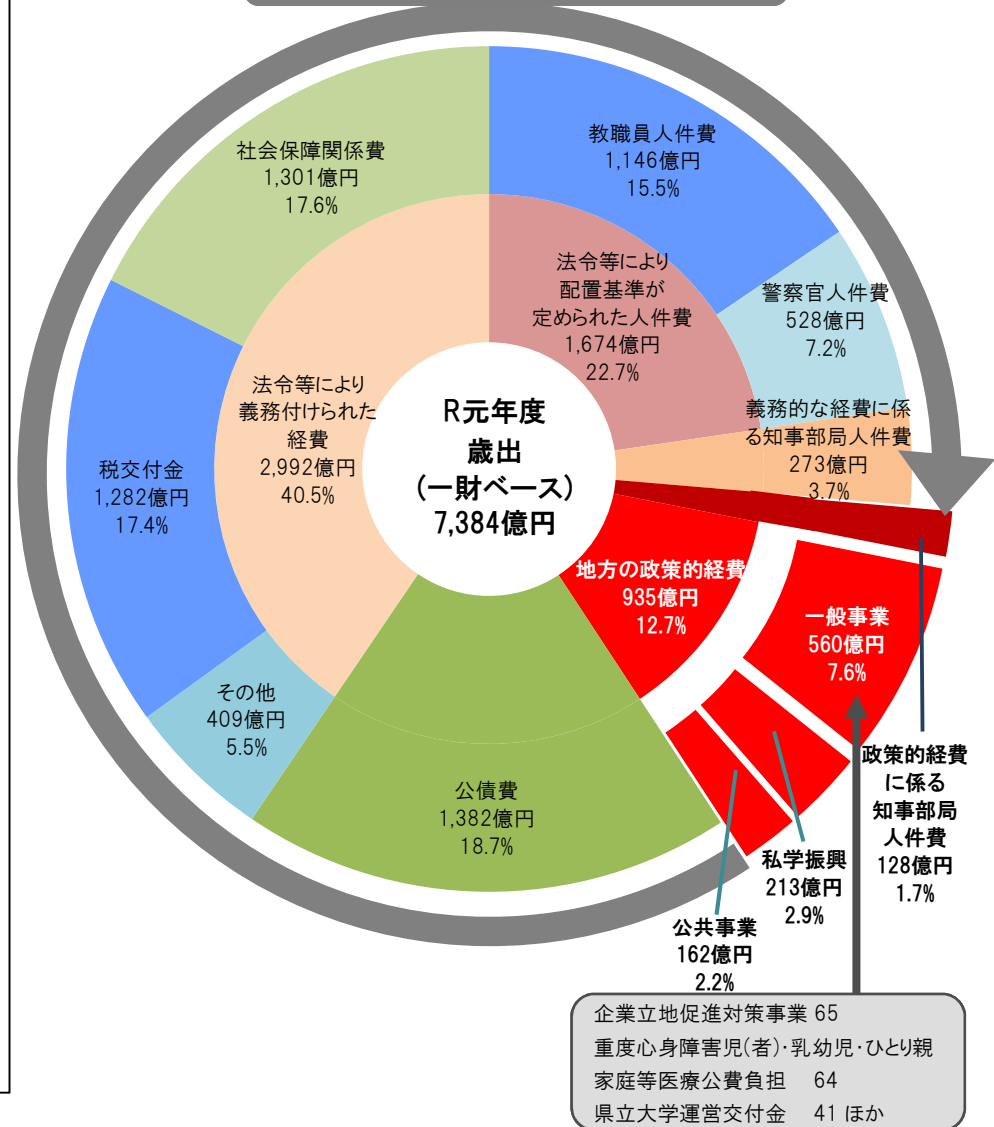 社会保障関係費
1,301億円
17.6%
教職員人件費
1,146億円
15.5%
法令等により
配置基準が
定められた人件費
1,674億円
22.7%
警察官人件費
528億円
7.2%
義務的な経費に係
る知事部局人件費
273億円
3.7%
法令等により
義務付けられた
経費
2,992億円
40.5%
R元年度
歳出
(一財ベース)
7,384億円
税交付金
1,282億円
17.4%
地方の政策的経費
935億円
12.7%
一般事業
560億円
7.6%
その他
409億円
5.5%
公債費
1,382億円
18.7%
政策的経費
に係る
知事部局
人件費
128億円
1.7%
私学振興
213億円
2.9%
公共事業
162億円
2.2%
企業立地促進対策事業 65
重度心身障害児(者)・乳幼児・ひとり親
家庭等医療公費負担 64
県立大学運営交付金 41 ほか